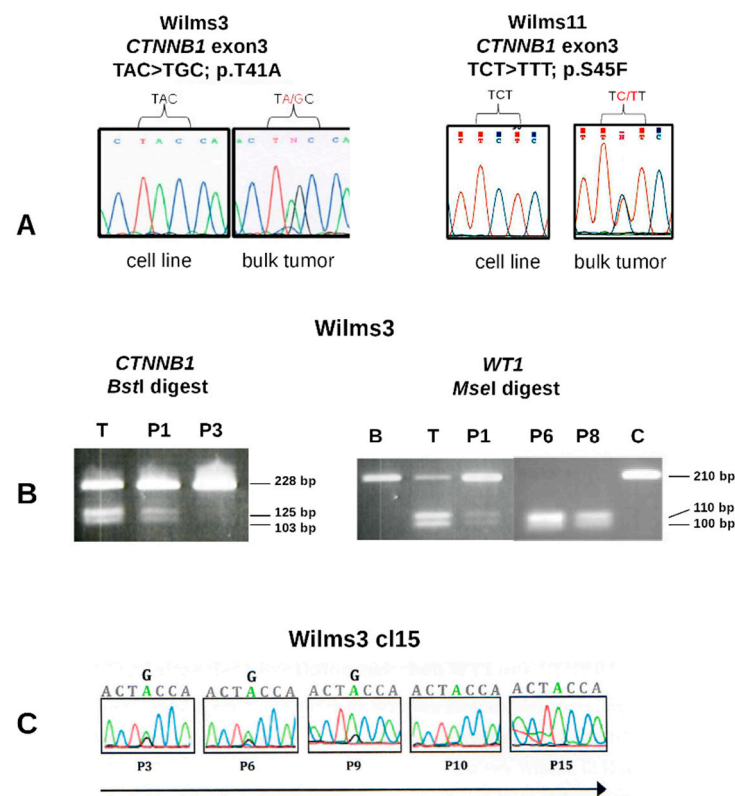 Wilms3
CTNNB1 exon3
TAC>TGC; p.T41A
Wilms11
CTNNB1 exon3
TCT>TTT; p.S45F
TAC
TA/GC
TCT
TC/TT
C T A C C A
A C T N C C A
T T C T C
T T N T C
A
cell line
bulk tumor
cell line
bulk tumor
Wilms3
CTNNB1
BstI digest
WT1
MseI digest
T P1 P3
B T P1 P6 P8 C
B
228 bp
125 bp
103 bp
210 bp
110 bp
100 bp
Wilms3 cl15
G G G
ACTACCA ACTACCA ACTACCA ACTACCA ACTACCA
C
P3 P6 P9 P10 P15